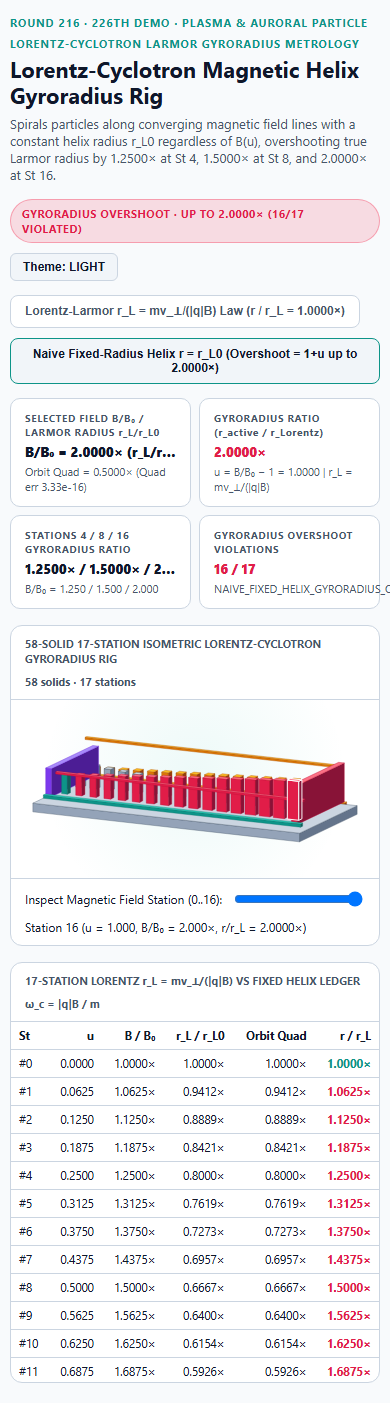 ROUND 216 · 226TH DEMO · PLASMA & AURORAL PARTICLE
LORENTZ-CYCLOTRON LARMOR GYRORADIUS METROLOGY
Lorentz-Cyclotron Magnetic Helix
Gyroradius Rig
Spirals particles along converging magnetic field lines with a
constant helix radius r_L0 regardless of B(u), overshooting true
Larmor radius by 1.2500× at St 4, 1.5000× at St 8, and 2.0000×
at St 16.
GYRORADIUS OVERSHOOT · UP TO 2.0000× (16/17
VIOLATED)
Theme: LIGHT
Lorentz-Larmor r_L = mv_⊥/(|q|B) Law (r / r_L = 1.0000×)
Naive Fixed-Radius Helix r = r_L0 (Overshoot = 1+u up to
2.0000×)
SELECTED FIELD B/B₀ /
LARMOR RADIUS r_L/r_L0
B/B₀ = 2.0000× (r_L/r...
Orbit Quad = 0.5000× (Quad
err 3.33e-16)
GYRORADIUS RATIO
(r_active / r_Lorentz)
2.0000×
u = B/B₀ − 1 = 1.0000 | r_L =
mv_⊥/(|q|B)
STATIONS 4 / 8 / 16
GYRORADIUS RATIO
1.2500× / 1.5000× / 2...
B/B₀ = 1.250 / 1.500 / 2.000
GYRORADIUS OVERSHOOT
VIOLATIONS
16 / 17
NAIVE_FIXED_HELIX_GYRORADIUS_
58-SOLID 17-STATION ISOMETRIC LORENTZ-CYCLOTRON
GYRORADIUS RIG
58 solids · 17 stations
Inspect Magnetic Field Station (0..16):
Station 16 (u = 1.000, B/B₀ = 2.000×, r/r_L = 2.0000×)
17-STATION LORENTZ r_L = mv_⊥/(|q|B) VS FIXED HELIX LEDGER
ω_c = |q|B / m
St u B / B₀ r_L / r_L0 Orbit Quad r / r_L
#0 0.0000 1.0000× 1.0000× 1.0000× 1.0000×
#1 0.0625 1.0625× 0.9412× 0.9412× 1.0625×
#2 0.1250 1.1250× 0.8889× 0.8889× 1.1250×
#3 0.1875 1.1875× 0.8421× 0.8421× 1.1875×
#4 0.2500 1.2500× 0.8000× 0.8000× 1.2500×
#5 0.3125 1.3125× 0.7619× 0.7619× 1.3125×
#6 0.3750 1.3750× 0.7273× 0.7273× 1.3750×
#7 0.4375 1.4375× 0.6957× 0.6957× 1.4375×
#8 0.5000 1.5000× 0.6667× 0.6667× 1.5000×
#9 0.5625 1.5625× 0.6400× 0.6400× 1.5625×
#10 0.6250 1.6250× 0.6154× 0.6154× 1.6250×
#11 0.6875 1.6875× 0.5926× 0.5926× 1.6875×